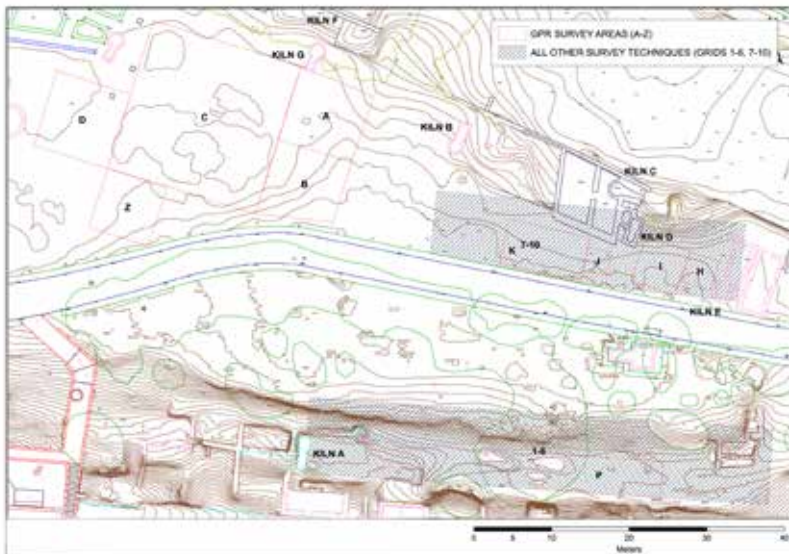 KILN F
GPR SURVEY AREAS (A-Z)
ALL OTHER SURVEY TECHNIQUES (GRIDS 1-6, 7-10)
KILN G
D
C
A
KILN B
KILN C
B
Z
KILN D
K 7-10
J
I
H
KILN E
KILN A
1-6
P
0 5 10 20 30 40
Meters